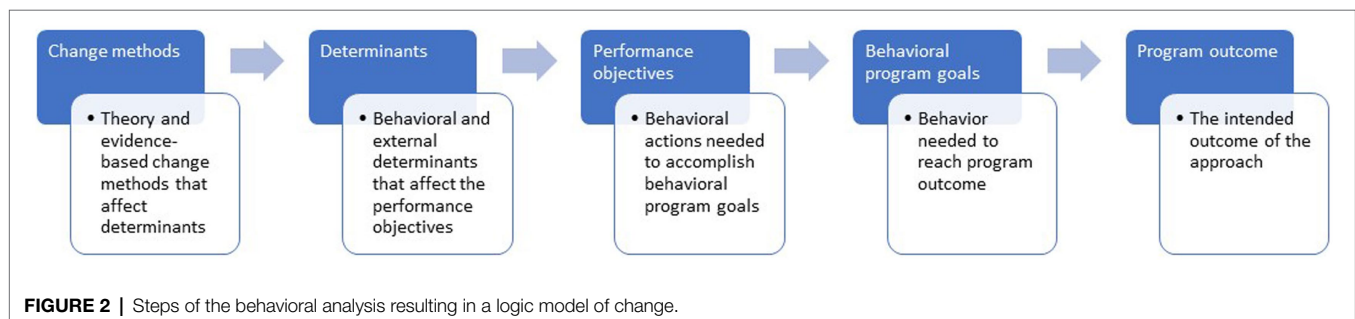 Change methods
• Theory and
evidence-
based change
methods that
affect
determinants
Determinants
• Behavioral and
external
determinants
that affect the
performance
objectives
Performance
objectives
• Behavioral
actions needed
to accomplish
behavioral
program goals
Behavioral
program goals
• Behavior
needed to
reach program
outcome
Program outcome
• The intended
outcome of the
approach
FIGURE 2 | Steps of the behavioral analysis resulting in a logic model of change.